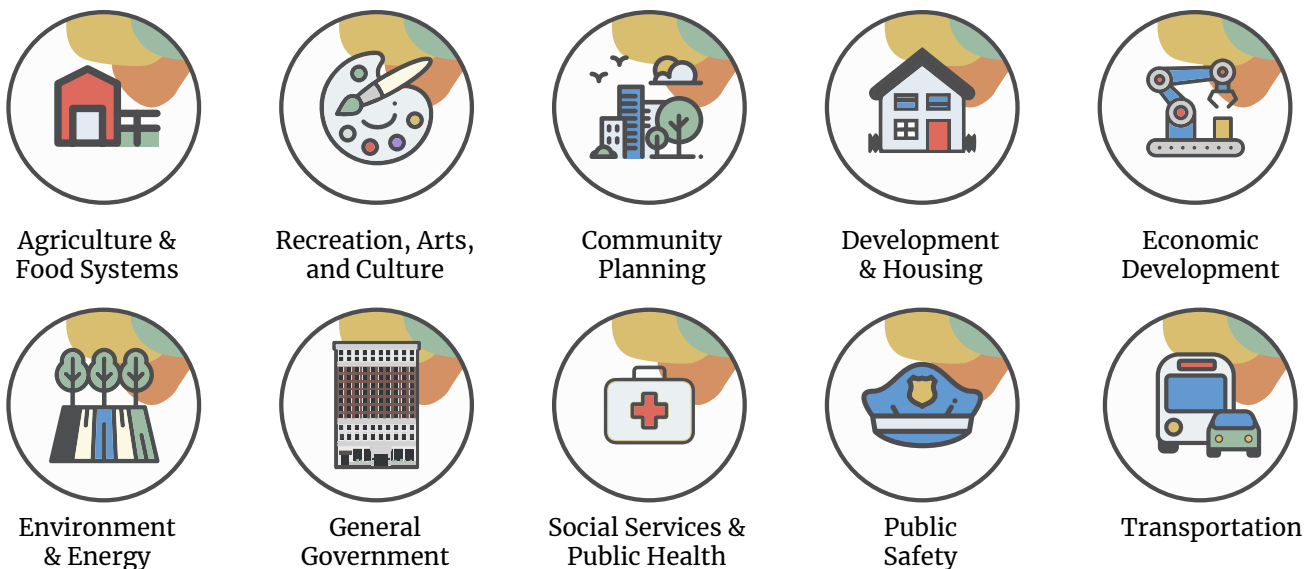 Agriculture &
Food Systems
Recreation, Arts,
and Culture
Community
Planning
Development
& Housing
Economic
Development
Environment
& Energy
General
Government
Social Services &
Public Health
Public
Safety
Transportation